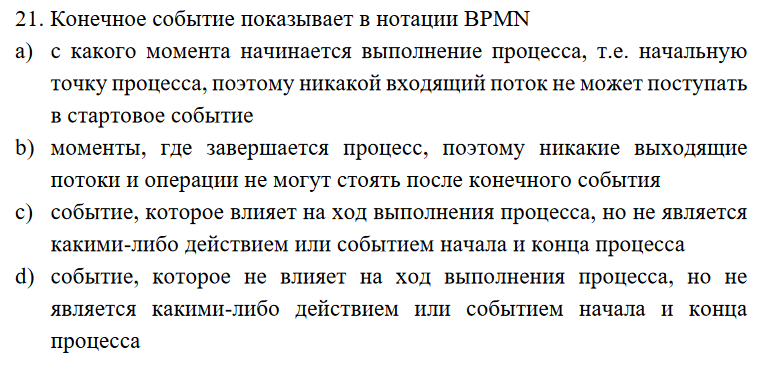 21. Конечное событие показывает в нотации BPMN
a) с какого момента начинается выполнение процесса, т.е. начальную
точку процесса, поэтому никакой входящий поток не может поступать
в стартовое событие
b) моменты, где завершается процесс, поэтому никакие выходящие
потоки и операции не могут стоять после конечного события
c) событие, которое влияет на ход выполнения процесса, но не является
какими-либо действием или событием начала и конца процесса
d) событие, которое не влияет на ход выполнения процесса, но не
является какими-либо действием или событием начала и конца
процесса